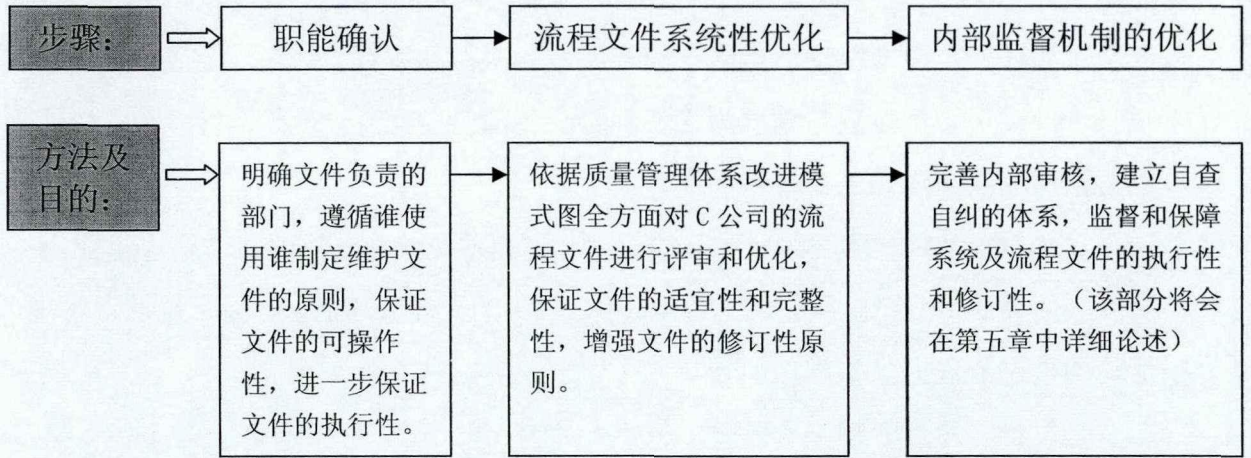 步骤：
职能确认
流程文件系统性优化
内部监督机制的优化
方法及
目的：
明确文件负责的
部门，遵循谁使
用谁制定维护文
件的原则，保证
文件的可操作
性，进一步保证
文件的执行性。
依据质量管理体系改进模
式图全方面对 C 公司的流
程文件进行评审和优化，
保证文件的适宜性和完整
性，增强文件的修订性原
则。
完善内部审核，建立自查
自纠的体系，监督和保障
系统及流程文件的执行性
和修订性。（该部分将会
在第五章中详细论述）